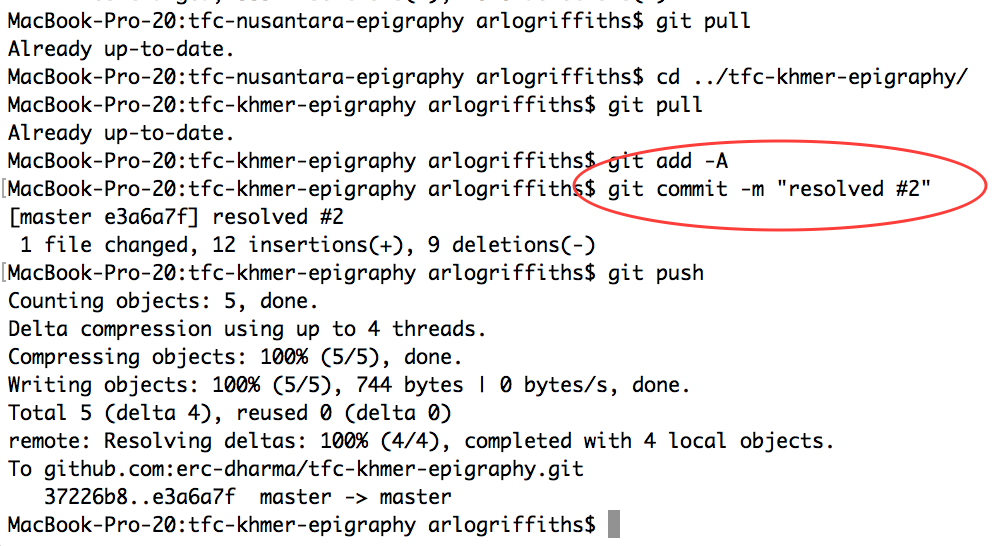 MacBook-Pro-20:tfc-nusantara-epigraphy arlogriffiths$ git pull
Already up-to-date.
MacBook-Pro-20:tfc-nusantara-epigraphy arlogriffiths$ cd ../tfc-khmer-epigraphy/
MacBook-Pro-20:tfc-khmer-epigraphy arlogriffiths$ git pull
Already up-to-date.
MacBook-Pro-20:tfc-khmer-epigraphy arlogriffiths$ git add -A
[MacBook-Pro-20:tfc-khmer-epigraphy arlogriffiths$ git commit -m "resolved #2"
[master e3a6a7f] resolved #2
 1 file changed, 12 insertions(+), 9 deletions(-)
[MacBook-Pro-20:tfc-khmer-epigraphy arlogriffiths$ git push
Counting objects: 5, done.
Delta compression using up to 4 threads.
Compressing objects: 100% (5/5), done.
Writing objects: 100% (5/5), 744 bytes | 0 bytes/s, done.
Total 5 (delta 4), reused 0 (delta 0)
remote: Resolving deltas: 100% (4/4), completed with 4 local objects.
To github.com:erc-dharma/tfc-khmer-epigraphy.git
   37226b8..e3a6a7f  master -> master
MacBook-Pro-20:tfc-khmer-epigraphy arlogriffiths$